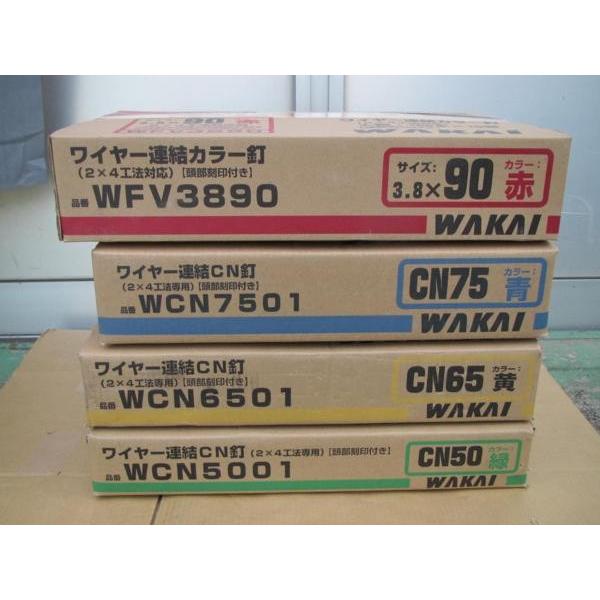 90 赤
WAKAI
ワイヤー連結カラー釘
(2×4工法対応)【頭部刻印付き】
品番 WFV3890
サイズ: 3.8×90 カラー: 赤
WAKAI
ワイヤー連結CN釘
(2×4工法専用)【頭部刻印付き】
品番 WCN7501
CN75 カラー: 青
WAKAI
ワイヤー連結CN釘
(2×4工法専用)【頭部刻印付き】
品番 WCN6501
CN65 カラー: 黄
WAKAI
ワイヤー連結CN釘 (2×4工法専用)【頭部刻印付き】
品番 WCN5001
CN50 カラー: 緑
WAKAI